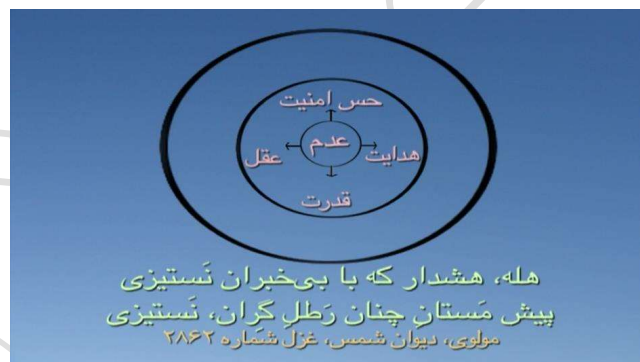 حس امنیت
عقل عدم هدایت
قدرت
هله، هشدار که با بی‌خبران نَستیزی
پیش مَستانِ چنان رَطلِ گران، نَستیزی
مولوی، دیوان شمس، غزل شماره ۲۸۶۲